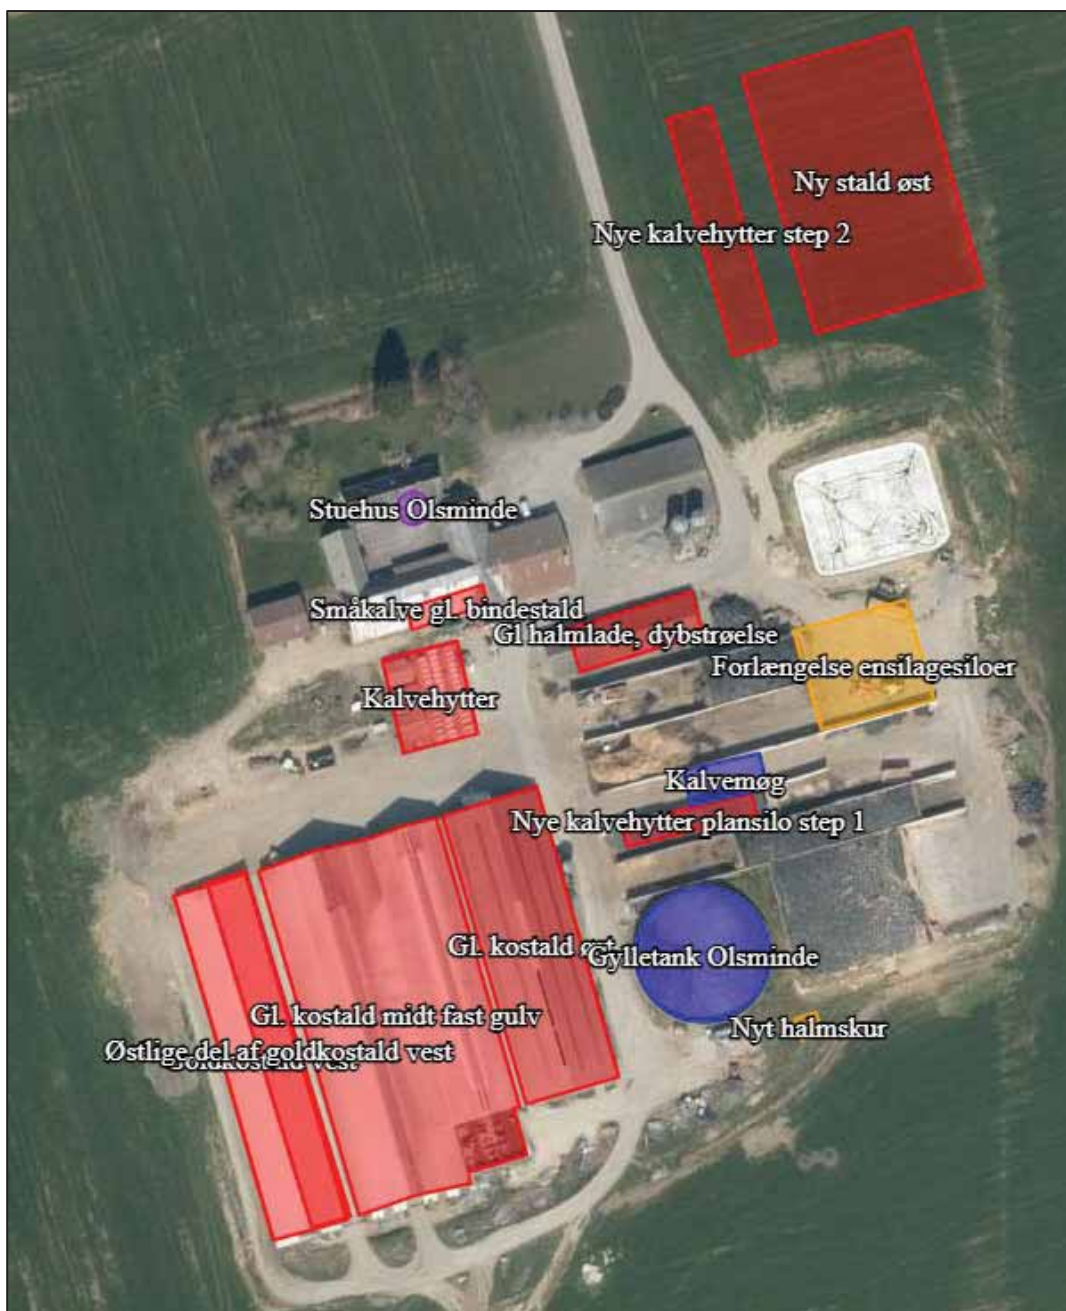 Ny stald øst
Nye kalvehytter step 2
Stuehus Olsminde
Småkalve gl. bindestald
Gl halmlade, dybstrøelse
Forlængelse ensilagesiloer
Kalvehytter
Kalvemøg
Nye kalvehytter plansilo step 1
Gl. kostald
Gylletank Olsminde
Gl. kostald midt fast gulv
Nyt halmskur
Østlige del af goldkostald vest
vest